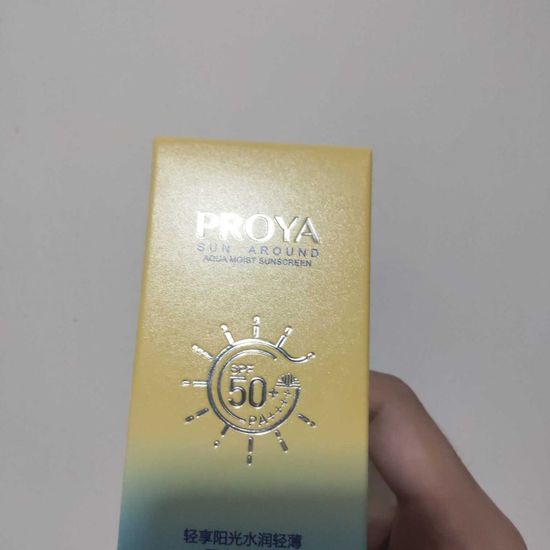 PROYA
SUN AROUND
AQUA MOIST SUNSCREEN
SPF
50+
PA++++
轻享阳光水润轻薄